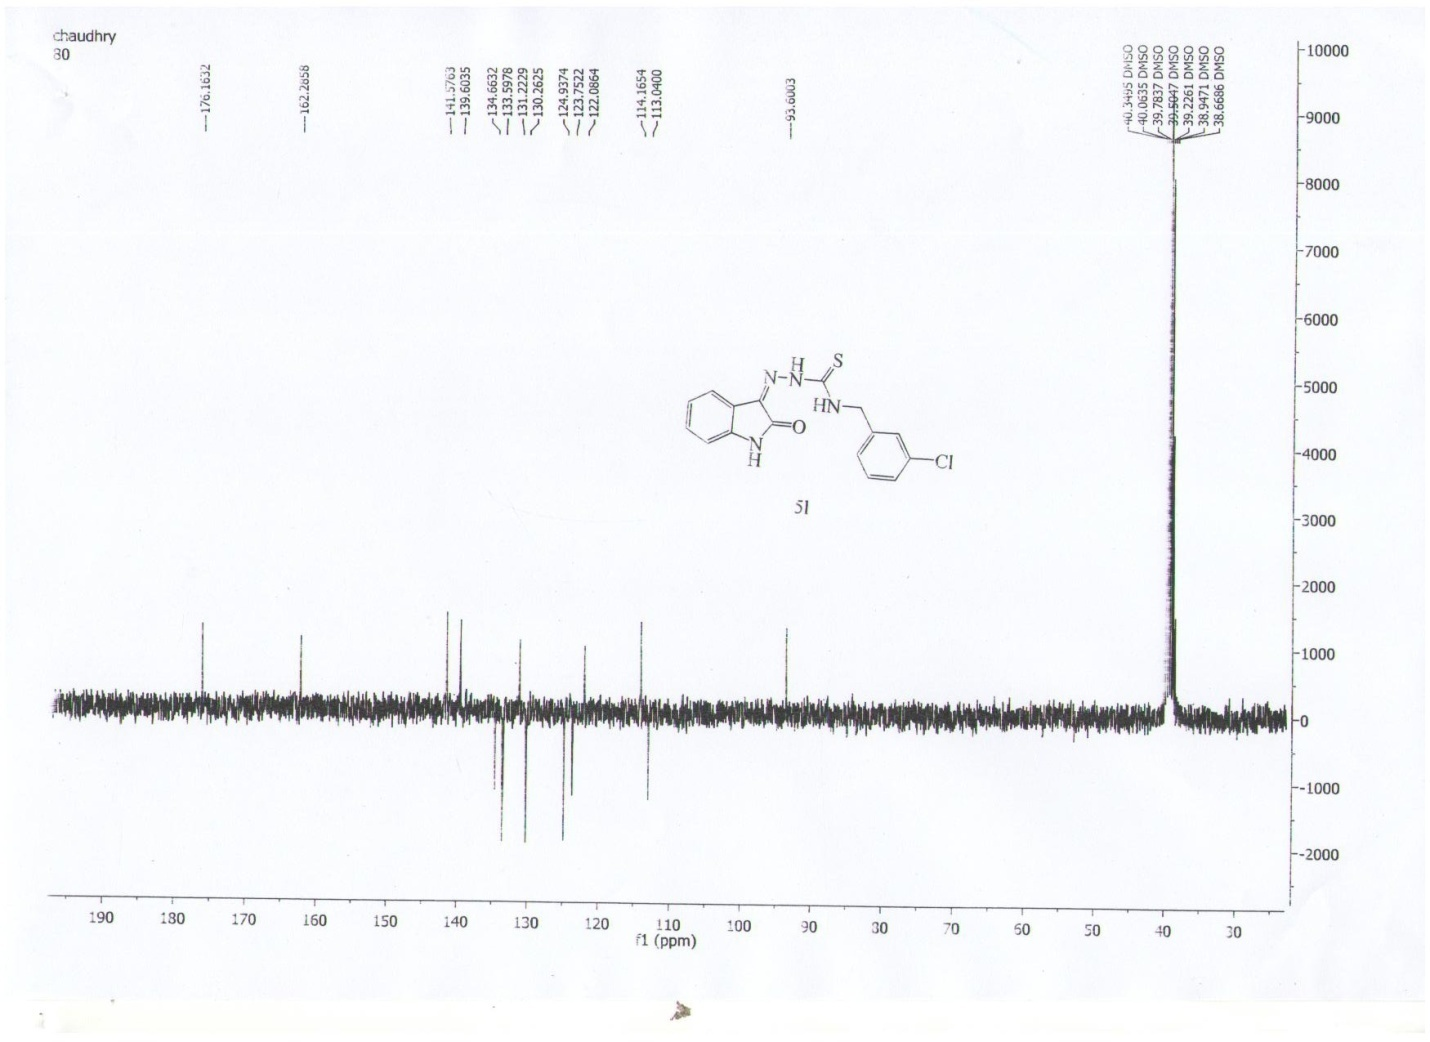 chaudhry
80
176.1632
162.2858
141.5763
139.6035
134.6632
133.5978
131.2229
130.2625
124.9374
123.7522
122.0864
114.1654
113.0400
93.6003
40.3495 DMSO
40.0635 DMSO
39.7837 DMSO
39.5047 DMSO
39.2261 DMSO
38.9471 DMSO
38.6686 DMSO
10000
9000
8000
7000
6000
5000
4000
3000
2000
1000
0
-1000
-2000
H
N-N
S
HN
O
N
H
Cl
5l
190 180 170 160 150 140 130 120 110 100 90 80 70 60 50 40 30
f1 (ppm)